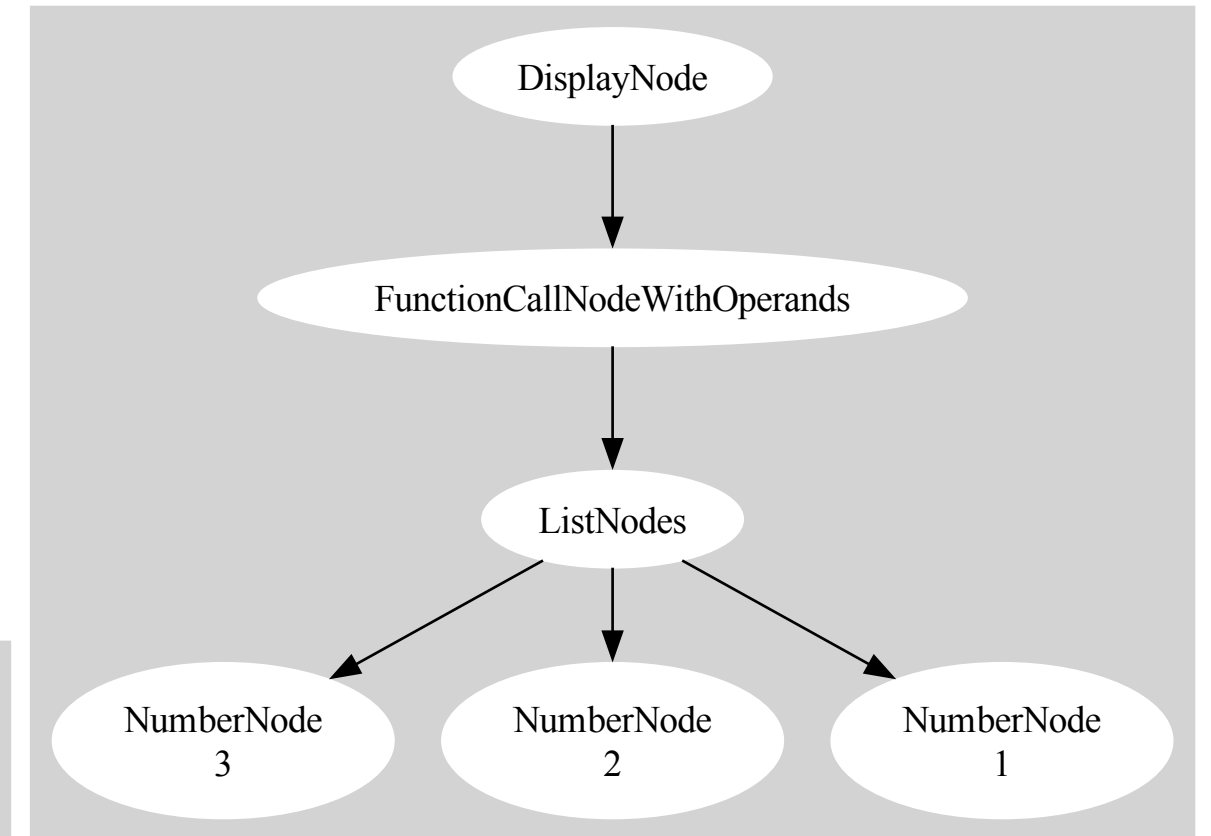 DisplayNode
FunctionCallNodeWithOperands
ListNodes
NumberNode
3
NumberNode
2
NumberNode
1